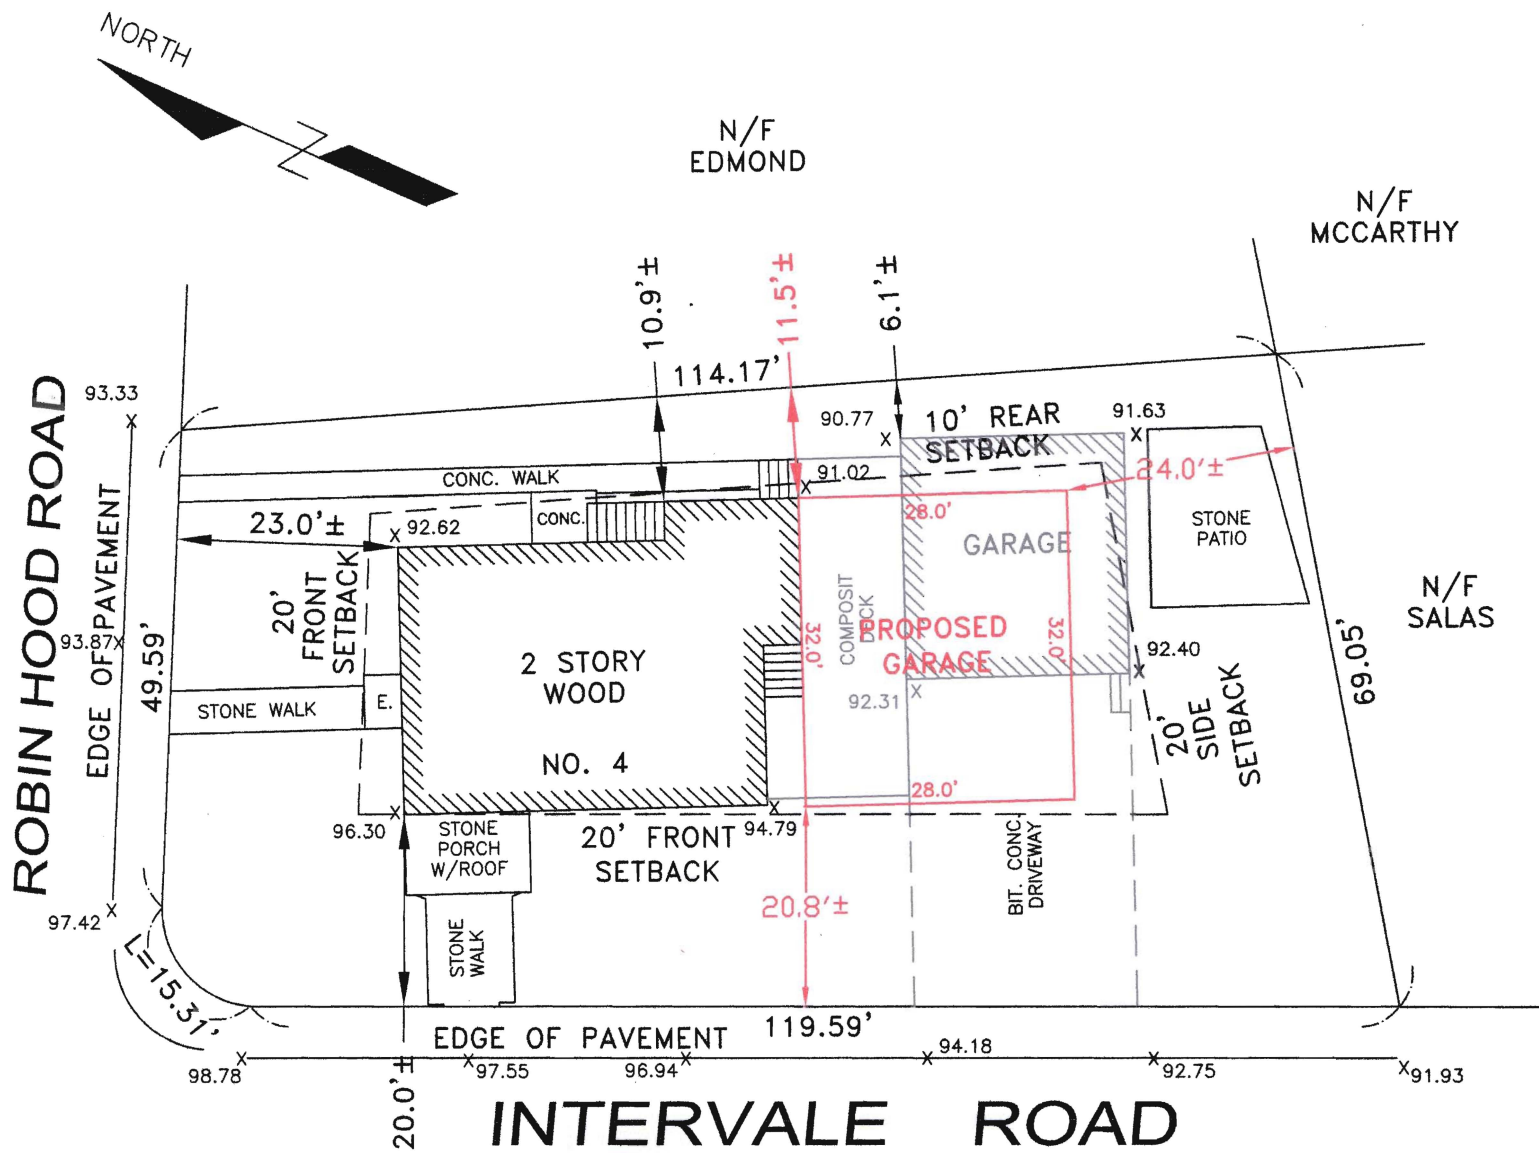 NORTH
N/F
EDMOND
N/F
MCCARTHY
10.9'±
11.5'±
6.1'±
114.17'
93.33
90.77
10' REAR
SETBACK
91.63
24.0'±
CONC. WALK
91.02
CONC.
28.0'
23.0'±
92.62
GARAGE
STONE
PATIO
ROBIN HOOD ROAD
EDGE OF PAVEMENT
93.87
49.59'
20'
FRONT
SETBACK
2 STORY
WOOD
NO. 4
32.0'
COMPOSIT
DECK
PROPOSED
GARAGE
32.0'
92.40
N/F
SALAS
69.05'
STONE WALK
E.
92.31
20'
SIDE
SETBACK
28.0'
96.30
STONE
PORCH
W/ROOF
20' FRONT
SETBACK
94.79
BIT. CONC.
DRIVEWAY
20.8'±
97.42
STONE
WALK
L=15.31'
EDGE OF PAVEMENT
119.59'
98.78
97.55
96.94
94.18
92.75
91.93
20.0'±
INTERVALE ROAD